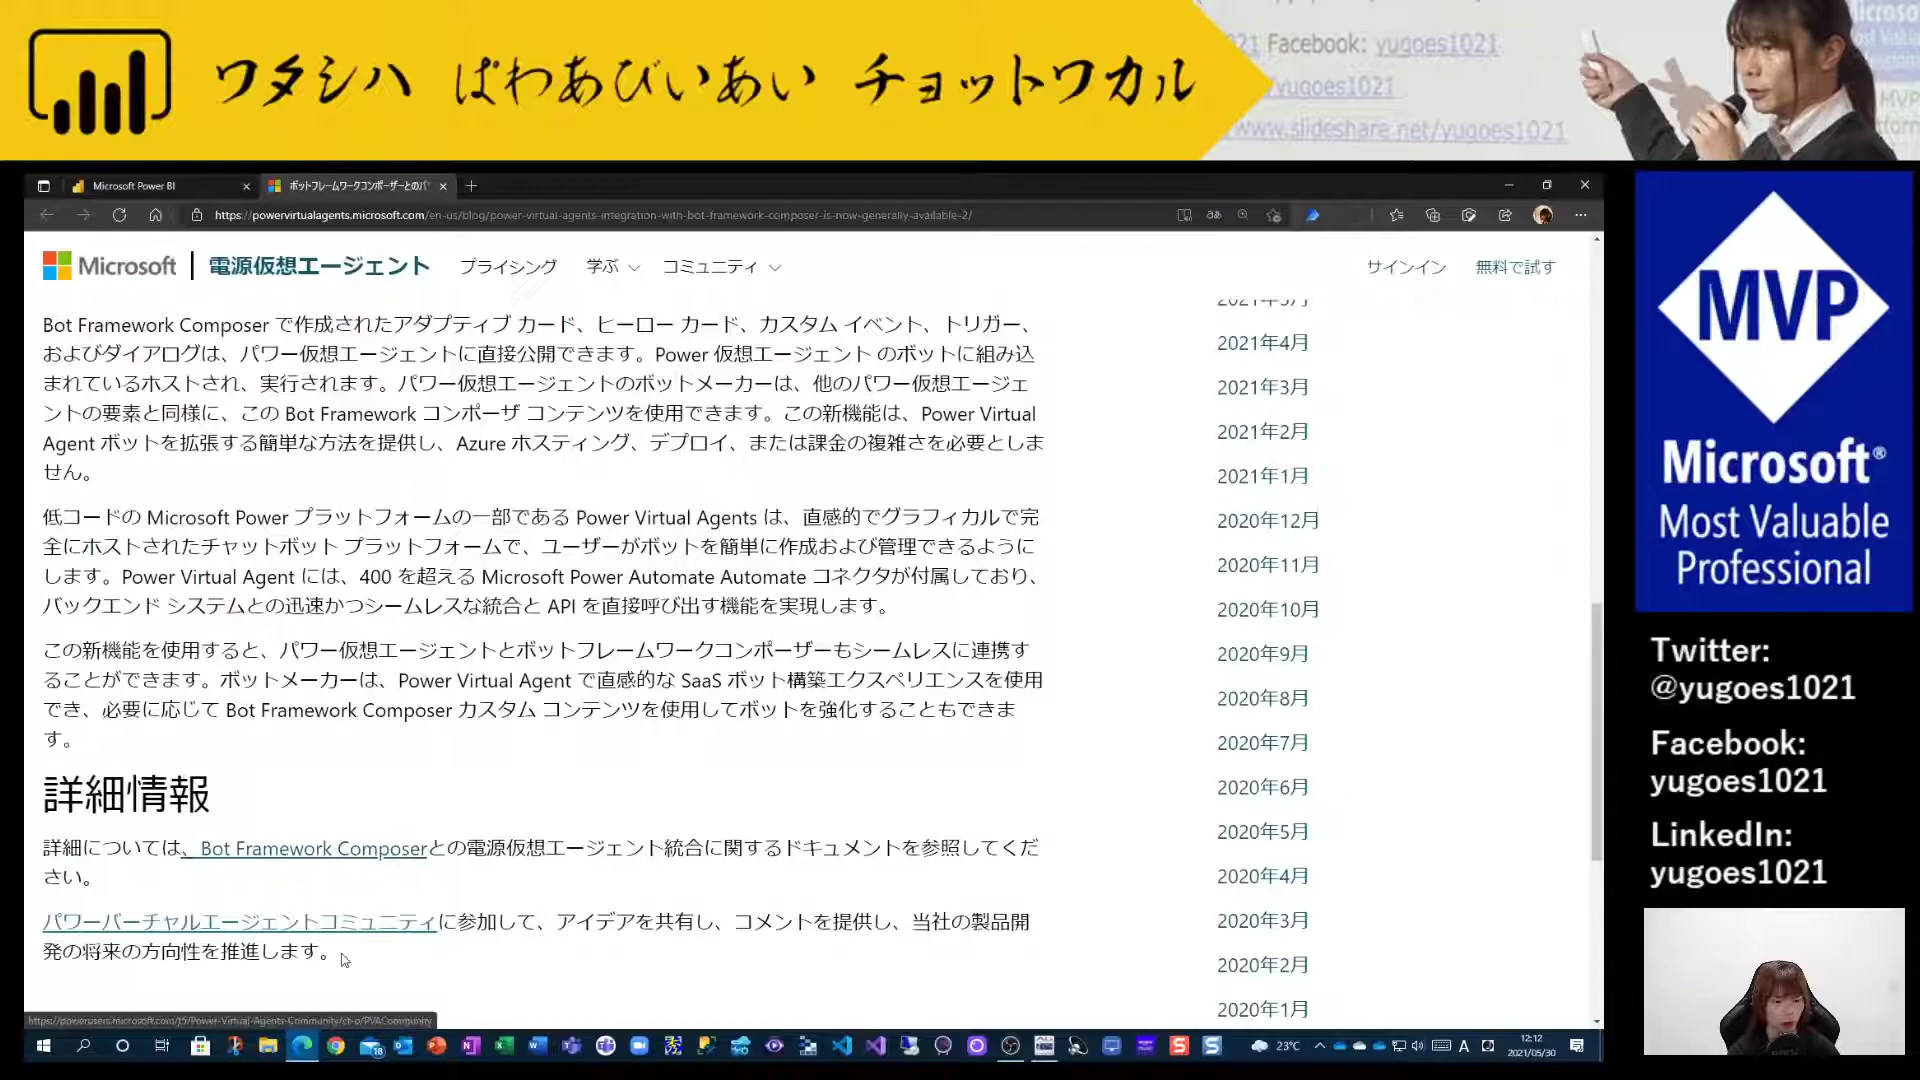 ワタシハ ぱわあびいあい チョットワカル
21 Facebook: yugoes1021
/yugoes1021
www.slideshare.net/yugoes1021
Microsoft Power BI
ボットフレームワークコンポーザーとのパ
https://powervirtualagents.microsoft.com/en-us/blog/power-virtual-agents-integration-with-bot-framework-composer-is-now-generally-available-2/
Microsoft
電源仮想エージェント
プライシング
学ぶ
コミュニティ
サインイン
無料で試す
Bot Framework Composer で作成されたアダプティブ カード、ヒーロー カード、カスタム イベント、トリガー、
およびダイアログは、パワー仮想エージェントに直接公開できます。Power 仮想エージェント のボットに組み込
まれているホストされ、実行されます。パワー仮想エージェントのボットメーカーは、他のパワー仮想エージェ
ントの要素と同様に、この Bot Framework コンポーザ コンテンツを使用できます。この新機能は、Power Virtual
Agent ボットを拡張する簡単な方法を提供し、Azure ホスティング、デプロイ、または課金の複雑さを必要としま
せん。
低コードの Microsoft Power プラットフォームの一部である Power Virtual Agents は、直感的でグラフィカルで完
全にホストされたチャットボット プラットフォームで、ユーザーがボットを簡単に作成および管理できるように
します。Power Virtual Agent には、400 を超える Microsoft Power Automate Automate コネクタが付属しており、
バックエンド システムとの迅速かつシームレスな統合と API を直接呼び出す機能を実現します。
この新機能を使用すると、パワー仮想エージェントとボットフレームワークコンポーザーもシームレスに連携す
ることができます。ボットメーカーは、Power Virtual Agent で直感的な SaaS ボット構築エクスペリエンスを使用
でき、必要に応じて Bot Framework Composer カスタム コンテンツを使用してボットを強化することもできま
す。
詳細情報
詳細については、 Bot Framework Composerとの電源仮想エージェント統合に関するドキュメントを参照してくだ
さい。
パワーバーチャルエージェントコミュニティに参加して、アイデアを共有し、コメントを提供し、当社の製品開
発の将来の方向性を推進します。
2021年5月
2021年4月
2021年3月
2021年2月
2021年1月
2020年12月
2020年11月
2020年10月
2020年9月
2020年8月
2020年7月
2020年6月
2020年5月
2020年4月
2020年3月
2020年2月
2020年1月
https://powerusers.microsoft.com/t5/Power-Virtual-Agents-Community/ct-p/PVACommunity
18
23℃
A
12:12
2021/05/30
MVP
Microsoft®
Most Valuable
Professional
Twitter:
@yugoes1021
Facebook:
yugoes1021
LinkedIn:
yugoes1021